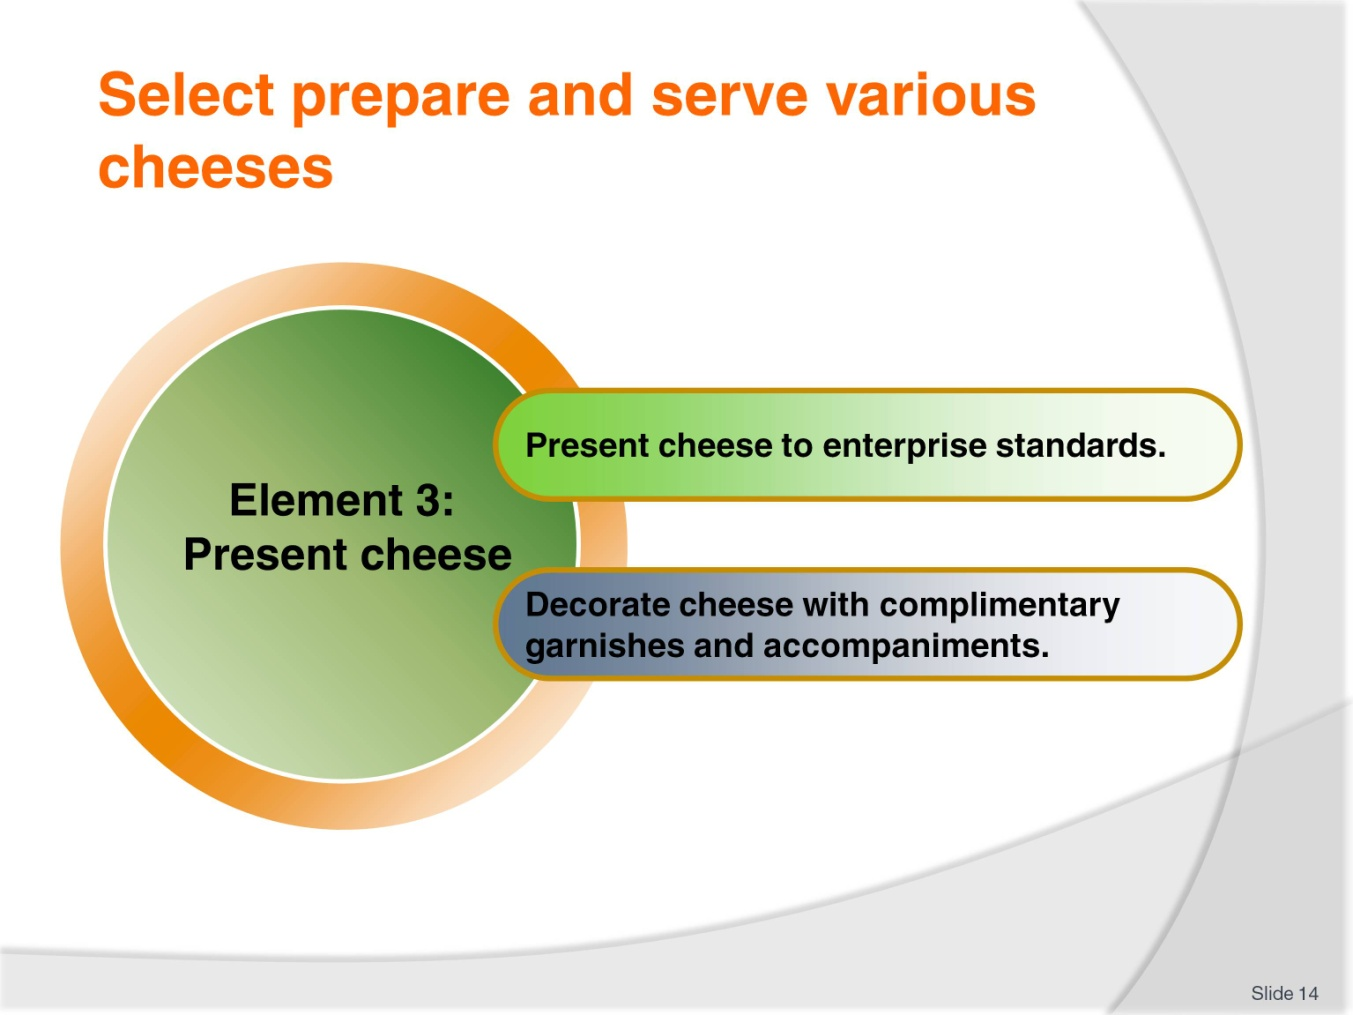 Select prepare and serve various
cheeses
Element 3:
Present cheese
Present cheese to enterprise standards.
Decorate cheese with complimentary
garnishes and accompaniments.
Slide 14